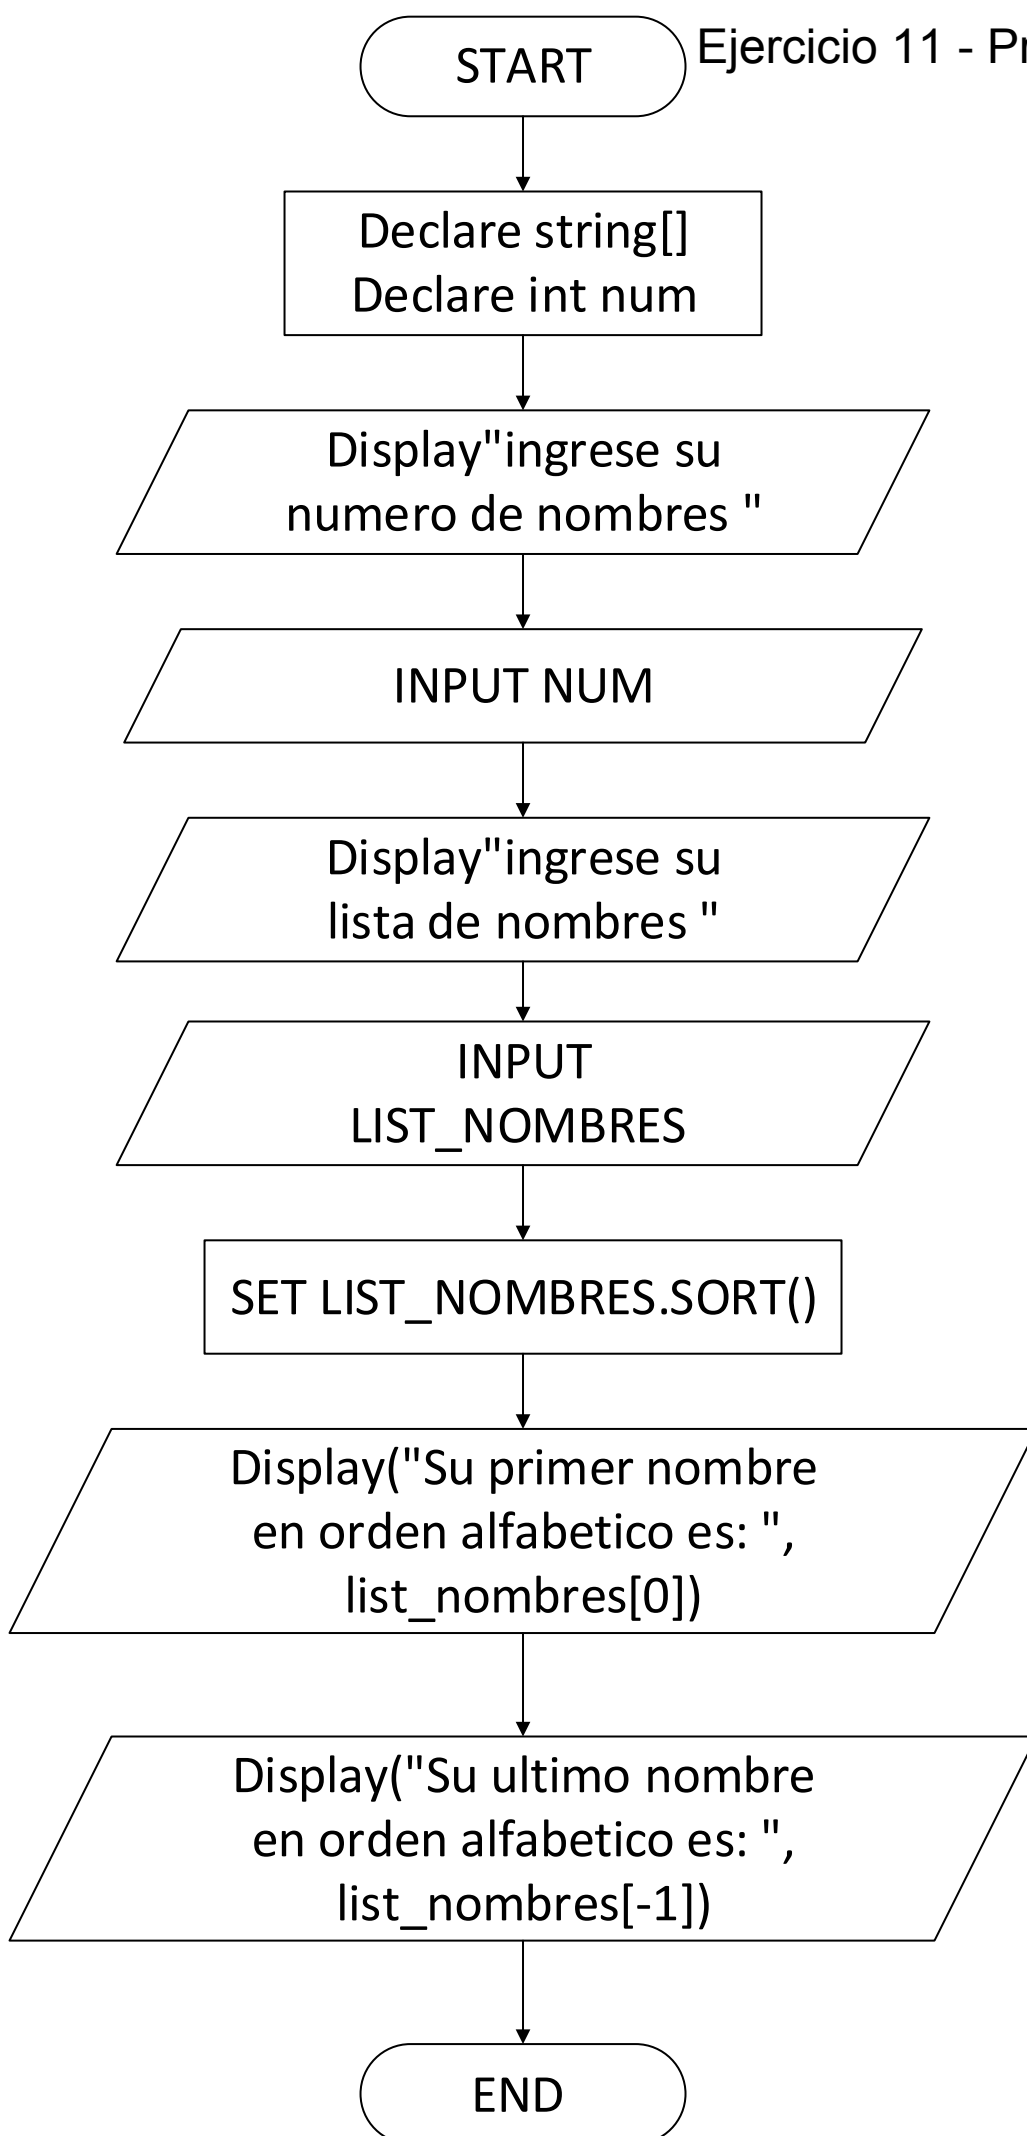 START
Ejercicio 11 - Pr
Declare string[]
Declare int num
Display"ingrese su
numero de nombres "
INPUT NUM
Display"ingrese su
lista de nombres "
INPUT
LIST_NOMBRES
SET LIST_NOMBRES.SORT()
Display("Su primer nombre
en orden alfabetico es: ",
list_nombres[0])
Display("Su ultimo nombre
en orden alfabetico es: ",
list_nombres[-1])
END